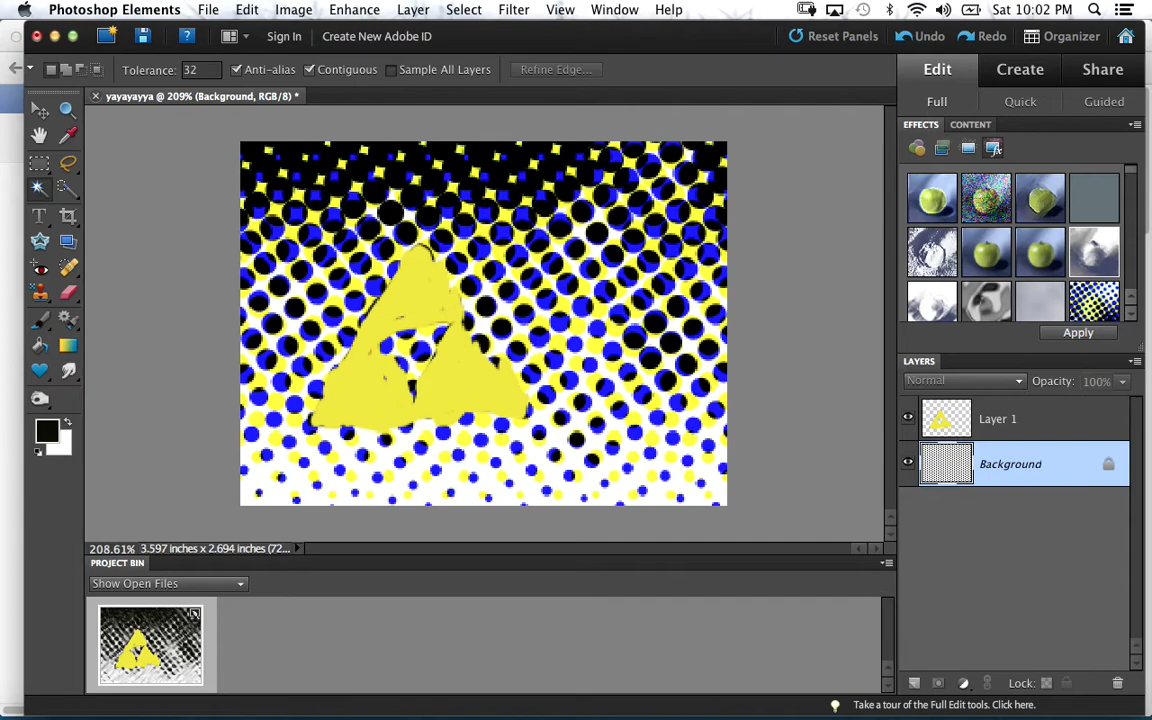 Photoshop Elements File Edit Image Enhance Layer Select Filter View Window Help Sat 10:02 PM
Sign In Create New Adobe ID Reset Panels Undo Redo Organizer
Tolerance: 32 Anti-alias Contiguous Sample All Layers Refine Edge... Edit Create Share
yayayayya @ 209% (Background, RGB/8) * Full Quick Guided
EFFECTS CONTENT
Apply
LAYERS
Normal Opacity: 100%
Layer 1
Background
208.61% 3.597 inches x 2.694 inches (72...
PROJECT BIN
Show Open Files
Lock:
Take a tour of the Full Edit tools. Click here.